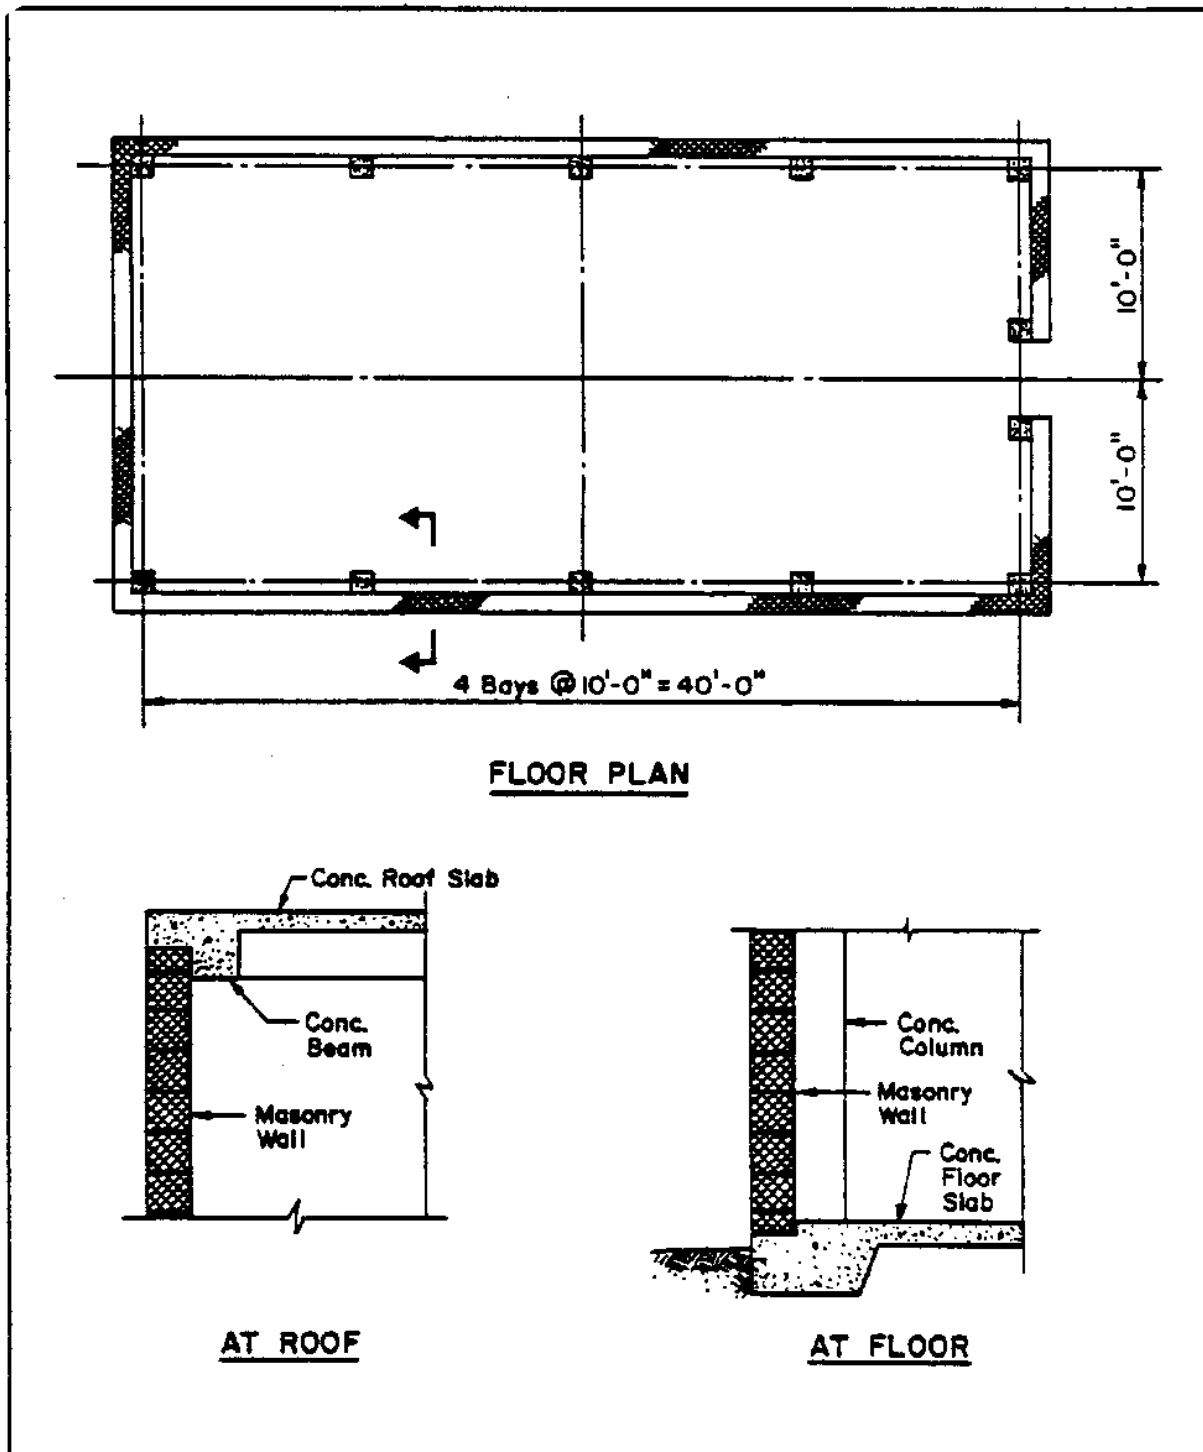 10'-0"
10'-0"
4 Bays @ 10'-0" = 40'-0"
FLOOR PLAN
Conc. Roof Slab
Conc.
Beam
Masonry
Wall
AT ROOF
Conc.
Column
Masonry
Wall
Conc.
Floor
Slab
AT FLOOR